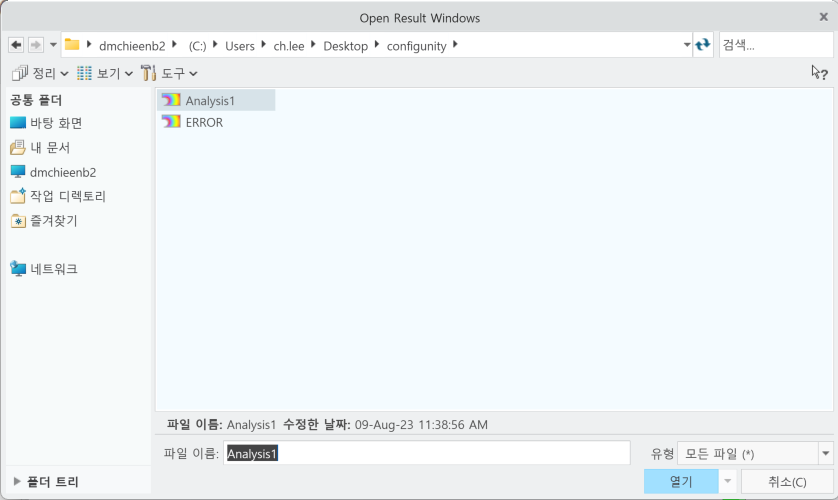 Open Result Windows
dmchieenb2 (C:) Users ch.lee Desktop configunity 검색...
정리 보기 도구
공통 폴더
바탕 화면
내 문서
dmchieenb2
작업 디렉토리
즐겨찾기
네트워크
폴더 트리
Analysis1
ERROR
파일 이름: Analysis1 수정한 날짜: 09-Aug-23 11:38:56 AM
파일 이름: Analysis1 유형 모든 파일 (*)
열기 취소(C)